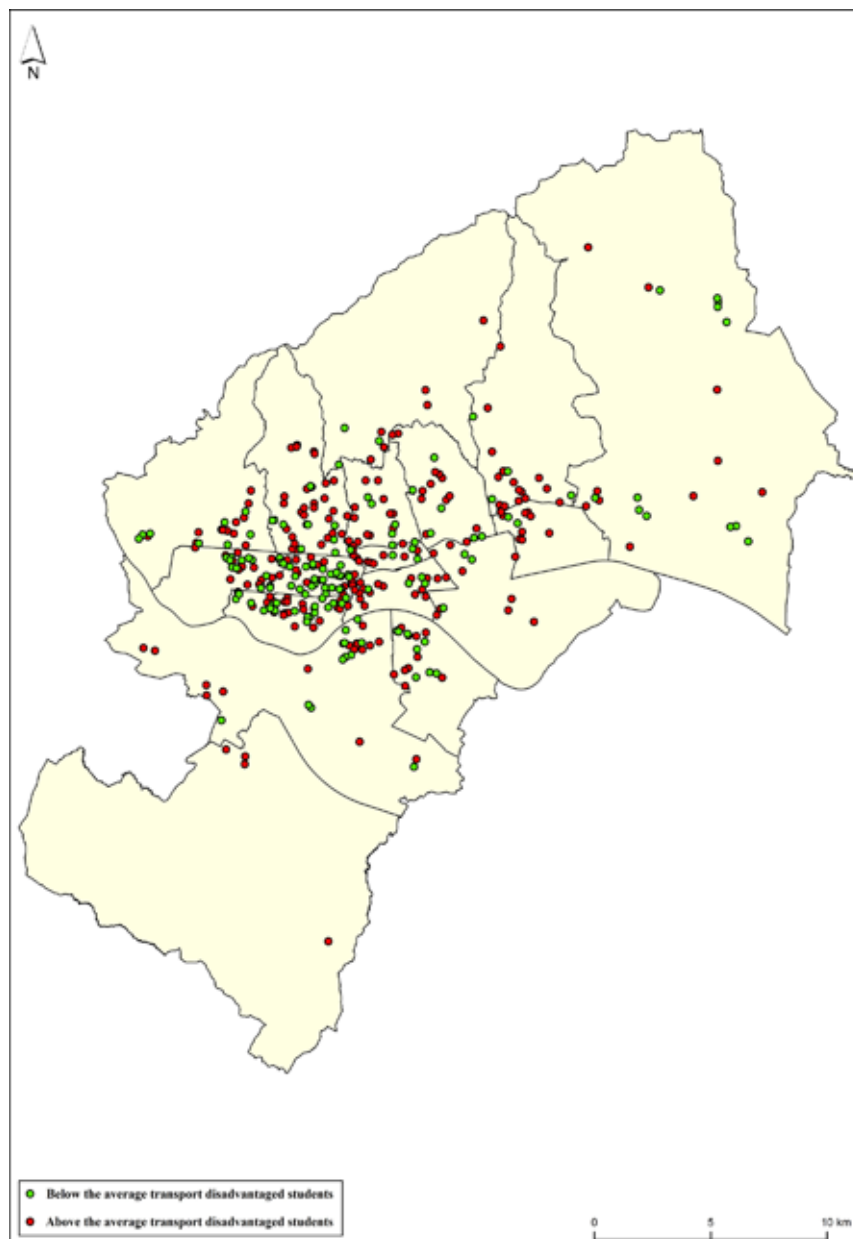 N
Below the average transport disadvantaged students
Above the average transport disadvantaged students
0 5 10 km